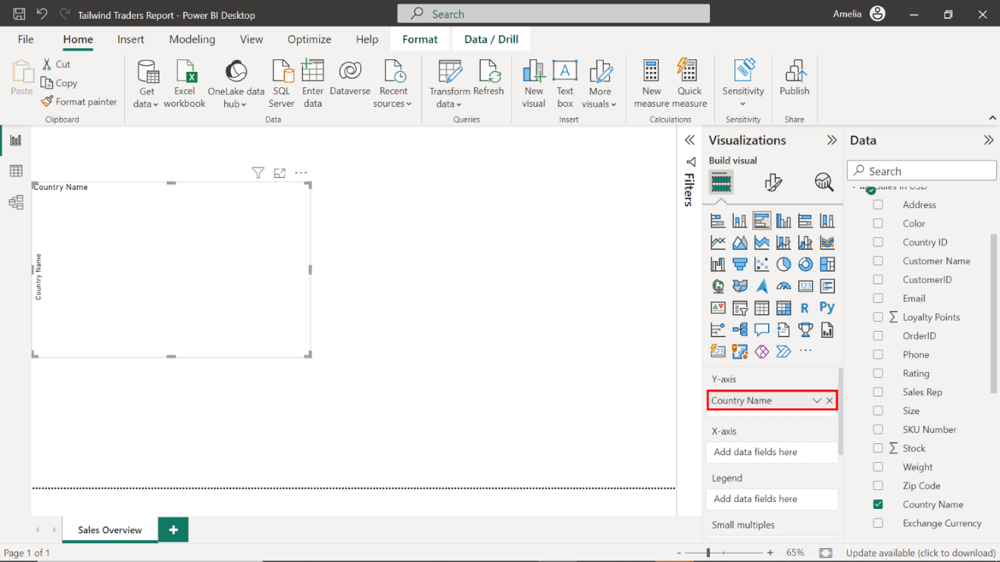 Tailwind Traders Report - Power BI Desktop
Search
Amelia
File
Home
Insert
Modeling
View
Optimize
Help
Format
Data / Drill
Paste
Cut
Copy
Format painter
Clipboard
Get
data
Excel
workbook
OneLake data
hub
SQL
Server
Enter
data
Dataverse
Recent
sources
Data
Transform
data
Refresh
Queries
New
visual
A
Text
box
More
visuals
Insert
New
measure
Quick
measure
Calculations
Sensitivity
Sensitivity
Publish
Share
Country Name
Country Name
Filters
Visualizations
Build visual
123
R
Py
123
Y-axis
Country Name
X-axis
Add data fields here
Legend
Add data fields here
Small multiples
Data
Search
Sales in USD
Address
Color
Country ID
Customer Name
CustomerID
Email
Loyalty Points
OrderID
Phone
Rating
Sales Rep
Size
SKU Number
Stock
Weight
Zip Code
Country Name
Exchange Currency
Sales Overview
Page 1 of 1
- + 65%
Update available (click to download)